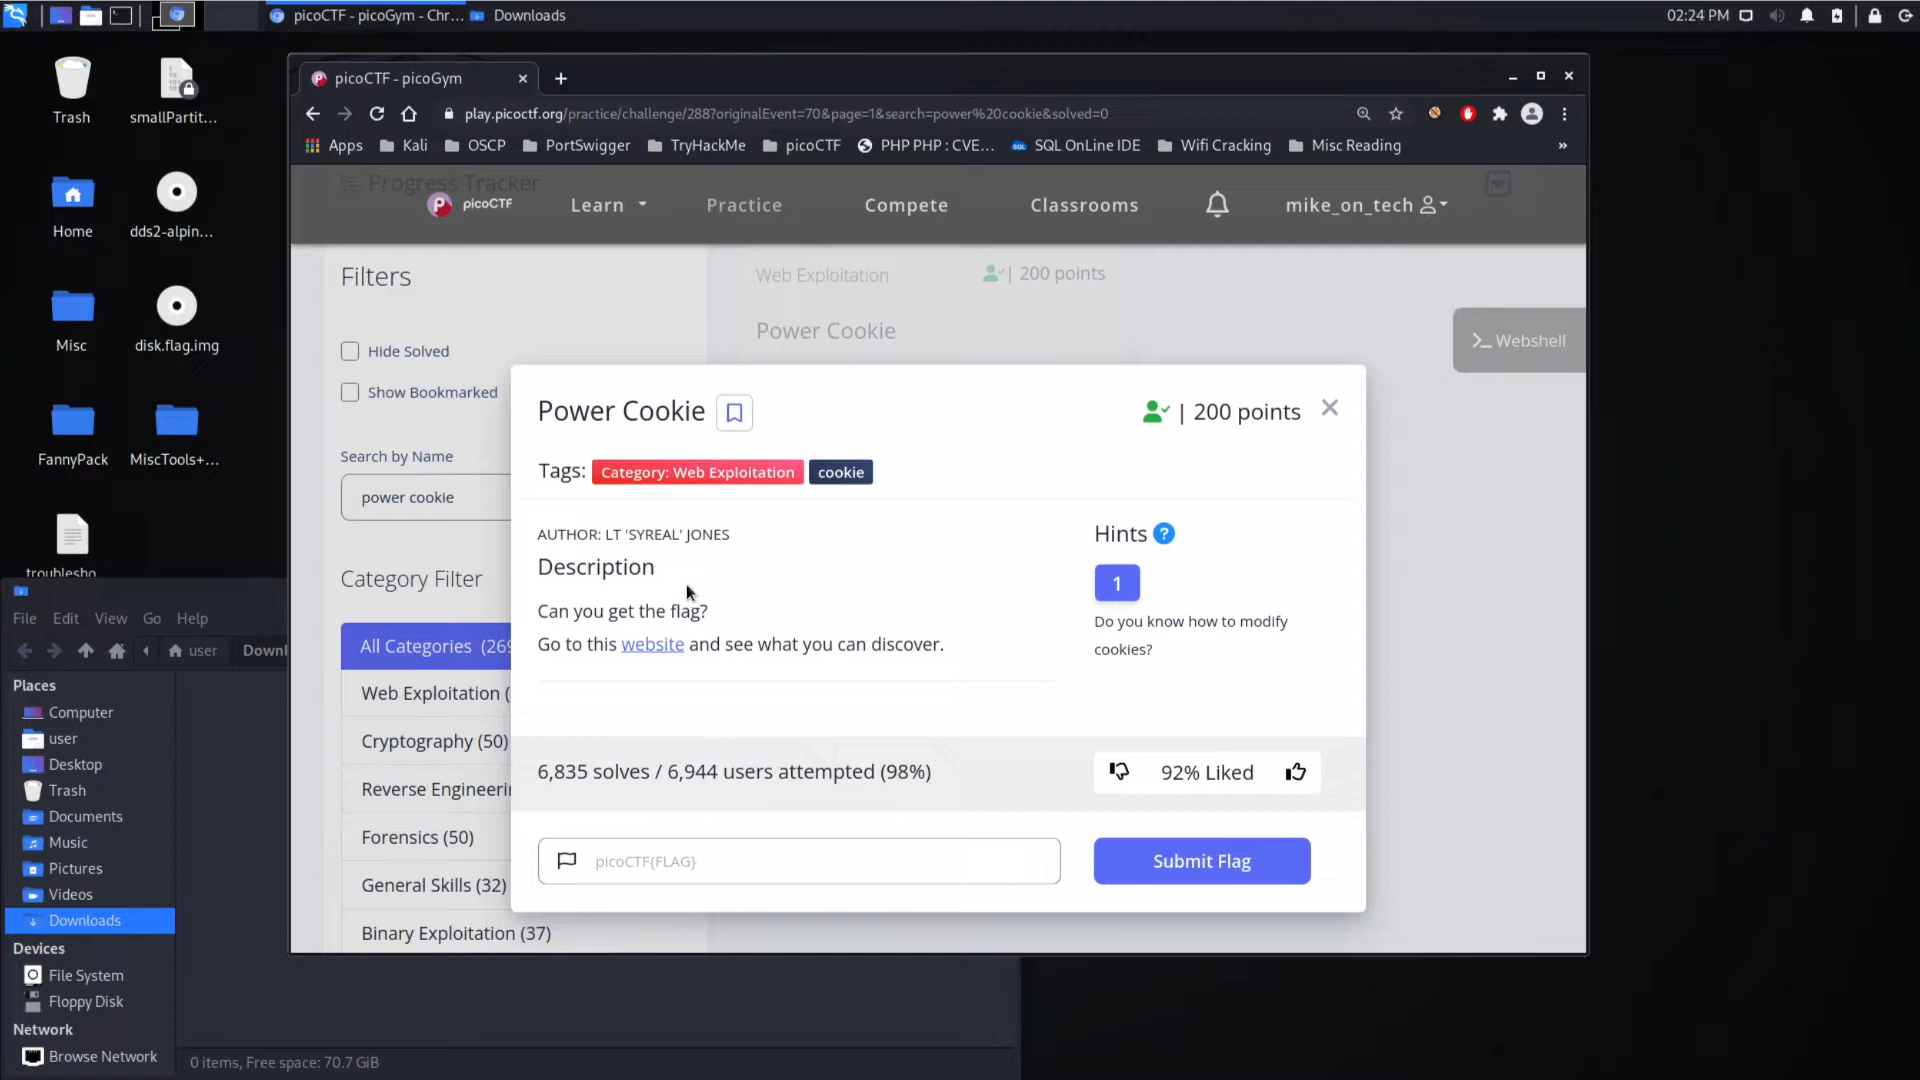 picoCTF - picoGym - Chr...
Downloads
02:24 PM
Trash
smallPartit...
Home
dds2-alpin...
Misc
disk.flag.img
FannyPack
MiscTools+...
troublesho
picoCTF - picoGym
play.picoctf.org/practice/challenge/288?originalEvent=70&page=1&search=power%20cookie&solved=0
Apps
Kali
OSCP
PortSwigger
TryHackMe
picoCTF
PHP PHP : CVE...
SQL OnLine IDE
Wifi Cracking
Misc Reading
»
Progress Tracker
picoCTF
Learn
Practice
Compete
Classrooms
mike_on_tech
Filters
Hide Solved
Show Bookmarked
Search by Name
power cookie
Category Filter
All Categories (269
Web Exploitation (
Cryptography (50)
Reverse Engineeri
Forensics (50)
General Skills (32)
Binary Exploitation (37)
Web Exploitation
| 200 points
Power Cookie
Webshell
Power Cookie
| 200 points
Tags: Category: Web Exploitation cookie
AUTHOR: LT 'SYREAL' JONES
Description
Can you get the flag?
Go to this website and see what you can discover.
Hints ?
1
Do you know how to modify
cookies?
6,835 solves / 6,944 users attempted (98%)
92% Liked
picoCTF{FLAG}
Submit Flag
File Edit View Go Help
user
Downl
Places
Computer
user
Desktop
Trash
Documents
Music
Pictures
Videos
Downloads
Devices
File System
Floppy Disk
Network
Browse Network
0 items, Free space: 70.7 GiB